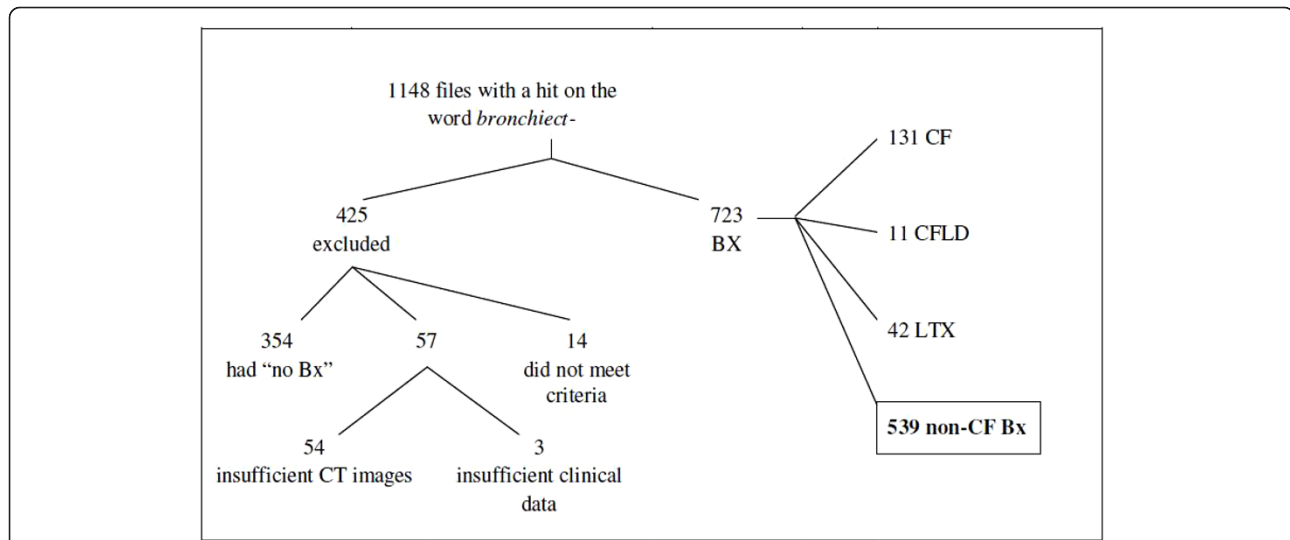 1148 files with a hit on the
word bronchiect-
131 CF
425
excluded
723
BX
11 CFLD
42 LTX
354
had “no Bx”
57
14
did not meet
criteria
539 non-CF Bx
54
insufficient CT images
3
insufficient clinical
data